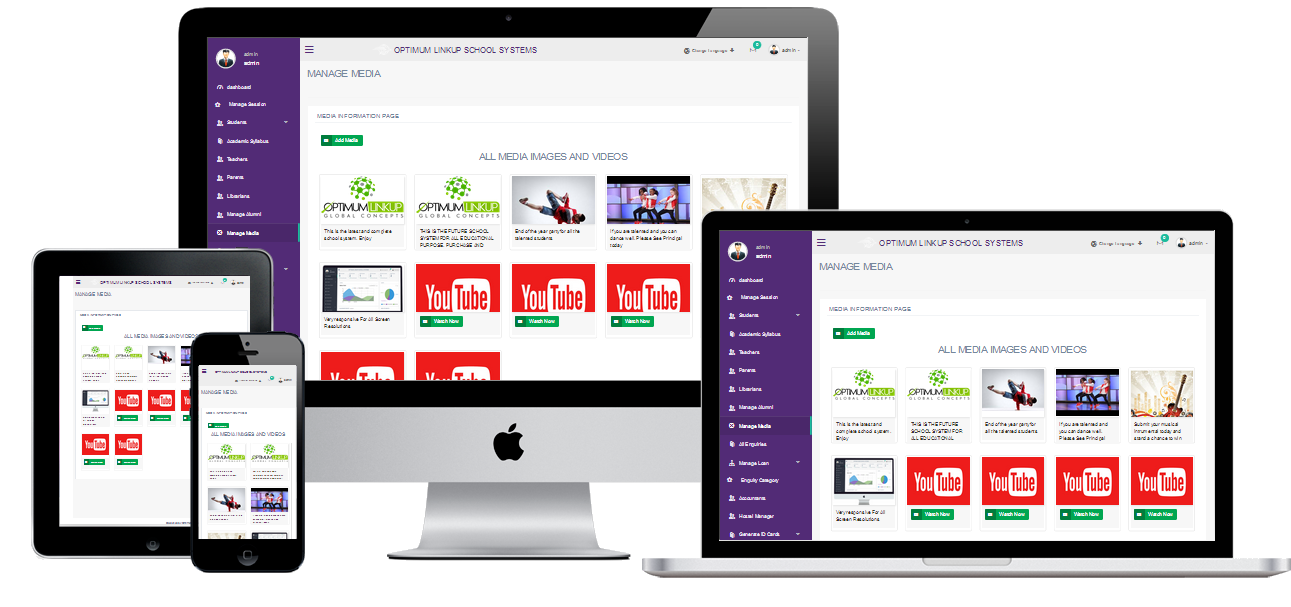 admin
admin
OPTIMUM LINKUP SCHOOL SYSTEMS
Change Language
admin
MANAGE MEDIA
dashboard
Manage Session
Students
Academic Syllabus
Teachers
Parents
Librarians
Manage Alumni
Manage Media
MEDIA INFORMATION PAGE
Add Media
ALL MEDIA IMAGES AND VIDEOS
OPTIMUM LINKUP
GLOBAL CONCEPTS
This is the latest and complete
school system. Enjoy
OPTIMUM LINKUP
GLOBAL CONCEPTS
THIS IS THE FUTURE SCHOOL
SYSTEM FOR ALL EDUCATIONAL
PURPOSE, PURCHASE AND
End of the year party for all the
talented students
If you are talented and you can
dance well. Please See Principal
today
Very responsive For All Screen
Resolutions
YouTube
Watch Now
YouTube
Watch Now
YouTube
Watch Now
YouTube
YouTube
OPTIMUM LINKUP SCHOOL SYSTEMS
MANAGE MEDIA
ALL MEDIA IMAGES AND VIDEOS
YouTube
YouTube
YouTube
YouTube
MANAGE MEDIA
ALL MEDIA IMAGES AND VIDEOS
admin
admin
OPTIMUM LINKUP SCHOOL SYSTEMS
Change Language
admin
MANAGE MEDIA
dashboard
Manage Session
Students
Academic Syllabus
Teachers
Parents
Librarians
Manage Alumni
Manage Media
All Enquiries
Manage Loan
Enquiry Category
Accountants
Hostel Manager
Generate ID Cards
MEDIA INFORMATION PAGE
Add Media
ALL MEDIA IMAGES AND VIDEOS
OPTIMUM LINKUP
GLOBAL CONCEPTS
This is the latest and
complete school system.
Enjoy
OPTIMUM LINKUP
GLOBAL CONCEPTS
THIS IS THE FUTURE
SCHOOL SYSTEM FOR
ALL EDUCATIONAL
End of the year party for
all the talented students
If you are talented and
you can dance well.
Please See Principal
Submit your musical
instrumental today and
stand a chance to win
Very responsive For All
Screen Resolutions
YouTube
Watch Now
YouTube
Watch Now
YouTube
Watch Now
YouTube
Watch Now